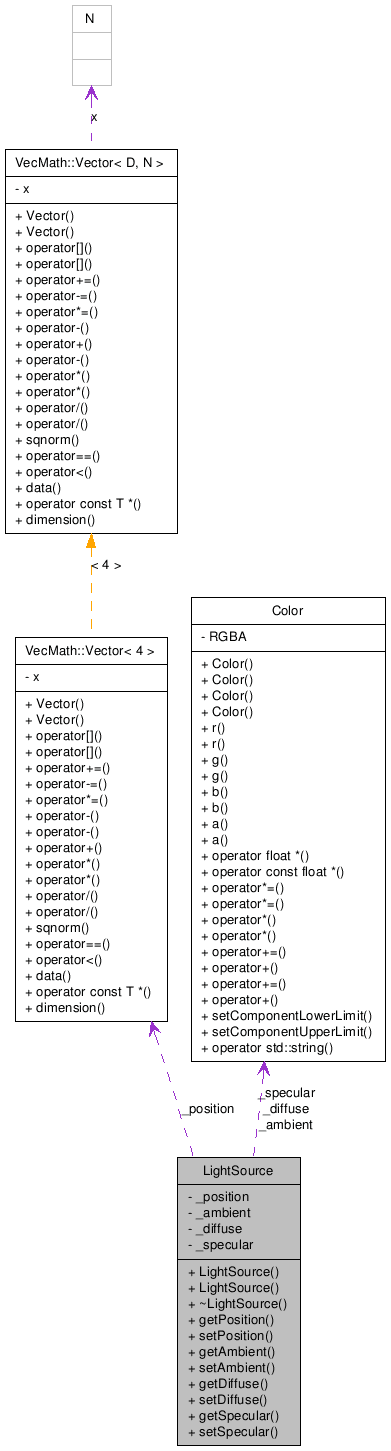 N
x
VecMath::Vector< D, N >
- x
+ Vector()
+ Vector()
+ operator[]()
+ operator[]()
+ operator+=()
+ operator-=()
+ operator*=()
+ operator-()
+ operator+()
+ operator-()
+ operator*()
+ operator*()
+ operator/()
+ operator/()
+ sqnorm()
+ operator==()
+ operator<()
+ data()
+ operator const T *()
+ dimension()
< 4 >
VecMath::Vector< 4 >
- x
+ Vector()
+ Vector()
+ operator[]()
+ operator[]()
+ operator+=()
+ operator-=()
+ operator*=()
+ operator-()
+ operator-()
+ operator+()
+ operator*()
+ operator*()
+ operator/()
+ operator/()
+ sqnorm()
+ operator==()
+ operator<()
+ data()
+ operator const T *()
+ dimension()
Color
- RGBA
+ Color()
+ Color()
+ Color()
+ Color()
+ r()
+ r()
+ g()
+ g()
+ b()
+ b()
+ a()
+ a()
+ operator float *()
+ operator const float *()
+ operator*=()
+ operator*=()
+ operator*()
+ operator*()
+ operator+=()
+ operator+()
+ operator+=()
+ operator+()
+ setComponentLowerLimit()
+ setComponentUpperLimit()
+ operator std::string()
_position
_specular
_diffuse
_ambient
LightSource
- _position
- _ambient
- _diffuse
- _specular
+ LightSource()
+ LightSource()
+ ~LightSource()
+ getPosition()
+ setPosition()
+ getAmbient()
+ setAmbient()
+ getDiffuse()
+ setDiffuse()
+ getSpecular()
+ setSpecular()